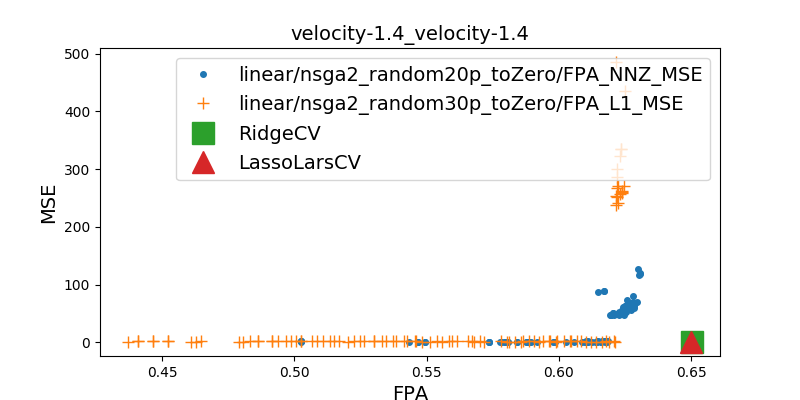 velocity-1.4_velocity-1.4
500
400
300
200
100
0
MSE
linear/nsga2_random20p_toZero/FPA_NNZ_MSE
linear/nsga2_random30p_toZero/FPA_L1_MSE
RidgeCV
LassoLarsCV
0.45
0.50
0.55
0.60
0.65
FPA